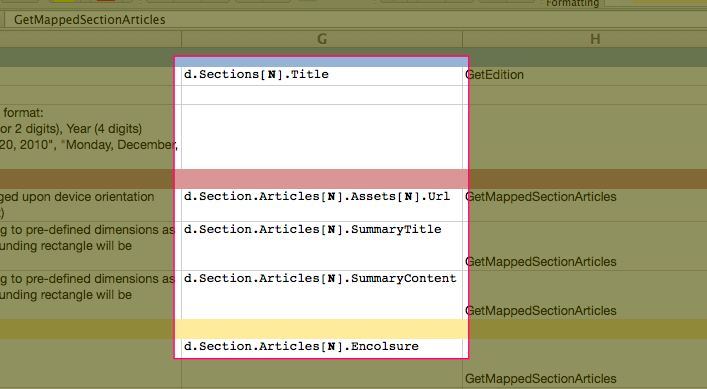 Formatting
GetMappedSectionArticles
G
H
d.Sections[N].Title
GetEdition
format:
or 2 digits), Year (4 digits)
20, 2010", "Monday, December,
ged upon device orientation
d.Section.Articles[N].Assets[N].Url
GetMappedSectionArticles
ng to pre-defined dimensions as
d.Section.Articles[N].SummaryTitle
unding rectangle will be
GetMappedSectionArticles
ng to pre-defined dimensions as
d.Section.Articles[N].SummaryContent
unding rectangle will be
GetMappedSectionArticles
d.Section.Articles[N].Encolsure
GetMappedSectionArticles